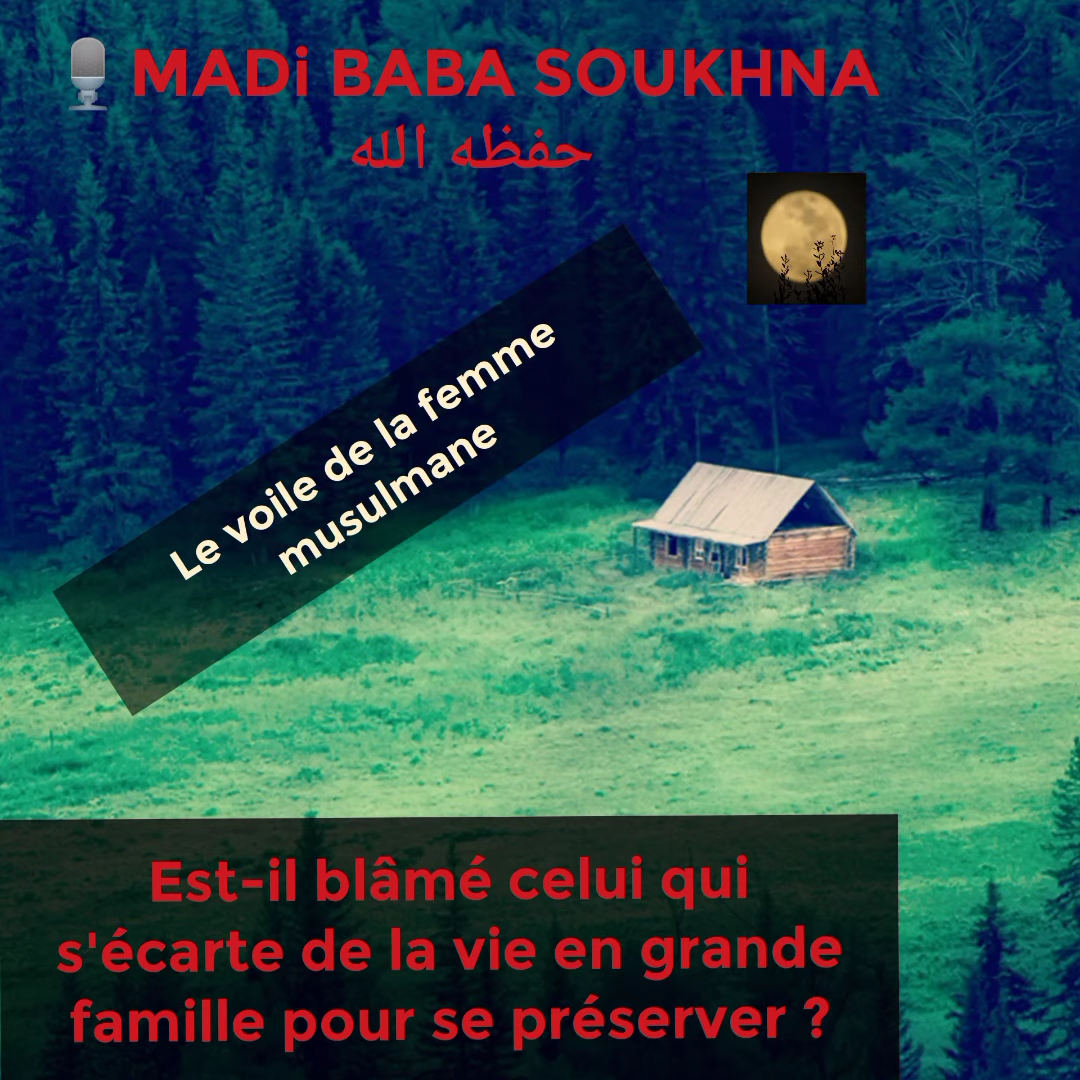 MADi BABA SOUKHNA
حفظه الله
Le voile de la femme
musulmane
Est-il blâmé celui qui
s'écarte de la vie en grande
famille pour se préserver ?